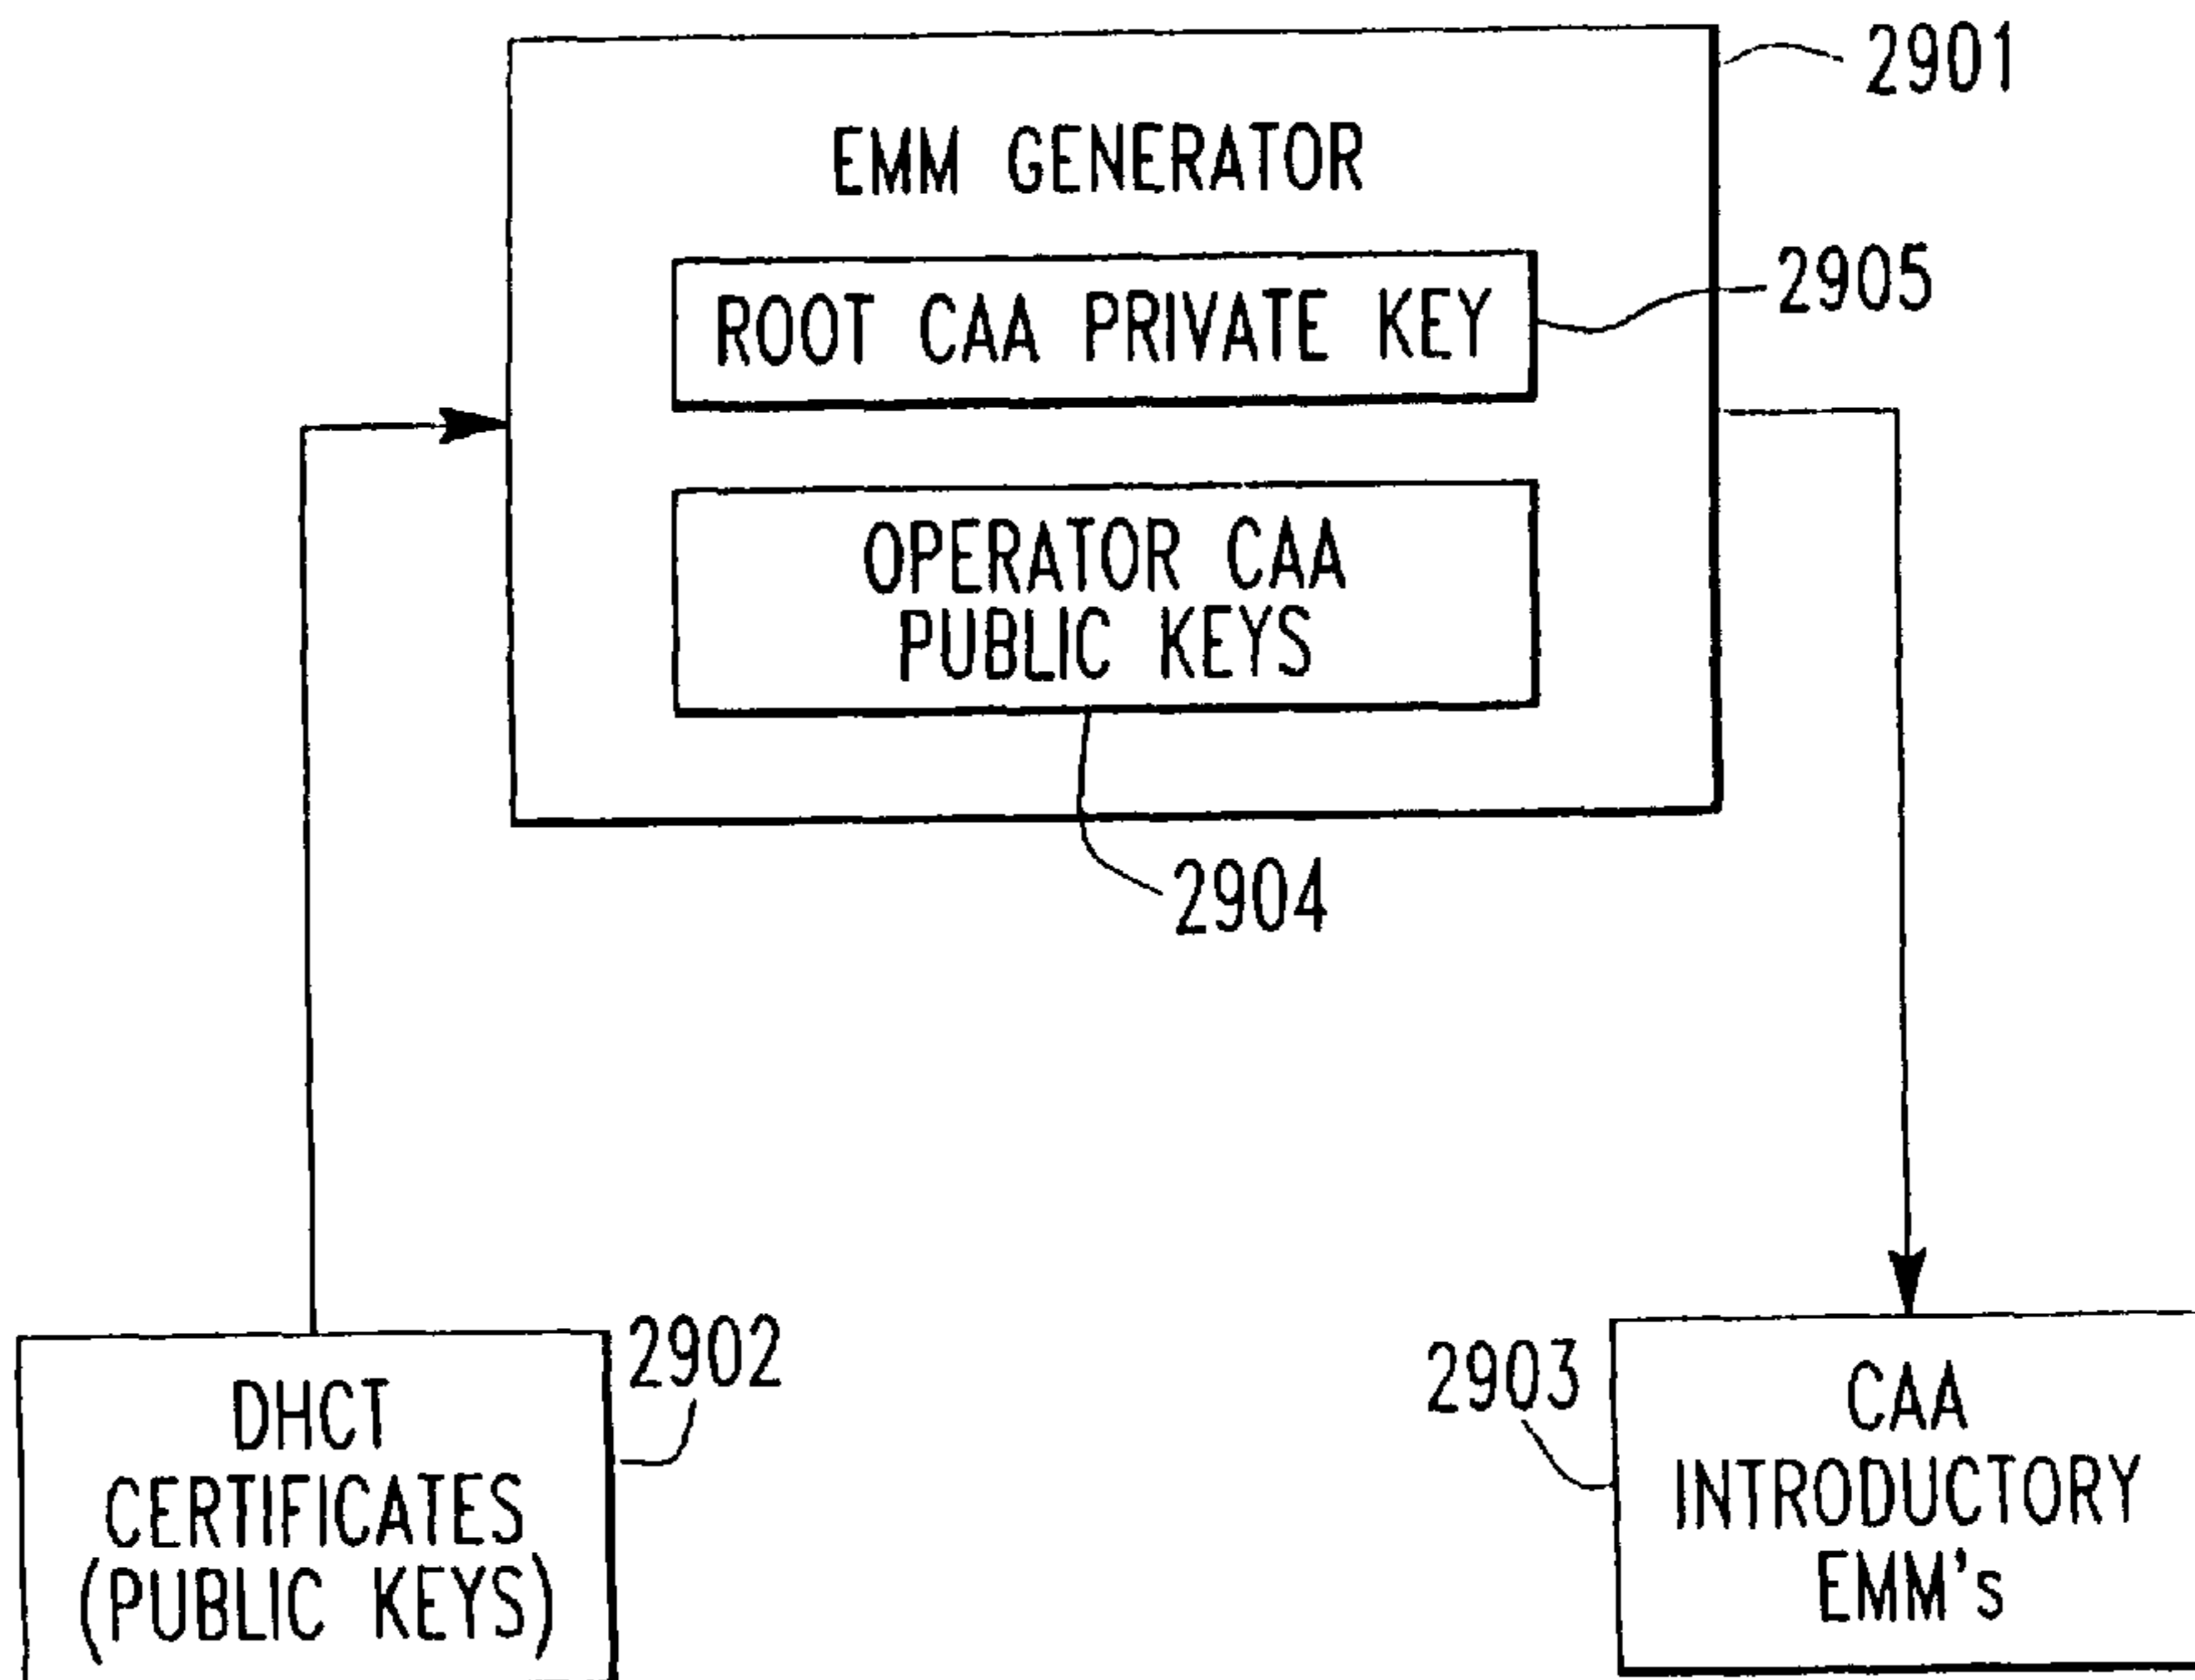 2901
EMM GENERATOR
2905
ROOT CAA PRIVATE KEY
OPERATOR CAA
PUBLIC KEYS
2904
2902
DHCT
CERTIFICATES
(PUBLIC KEYS)
2903
CAA
INTRODUCTORY
EMM's